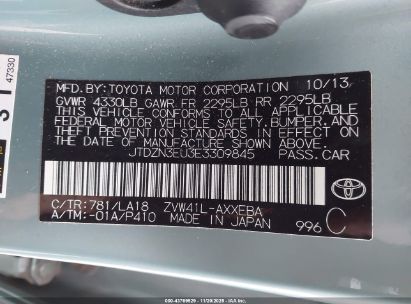 MFD.BY:TOYOTA MOTOR CORPORATION 10/13
GVWR 4330LB GAWR FR 2295LB RR 2295LB
THIS VEHICLE CONFORMS TO ALL APPLICABLE
FEDERAL MOTOR VEHICLE SAFETY, BUMPER, AND
THEFT PREVENTION STANDARDS IN EFFECT ON
THE DATE OF MANUFACTURE SHOWN ABOVE.
JTDZN3EU3E3309845 PASS.CAR
C/TR:781/LA18 ZVW41L-AXXEBA
A/TM:-01A/P410 MADE IN JAPAN 996 C
TOYOTA
47330